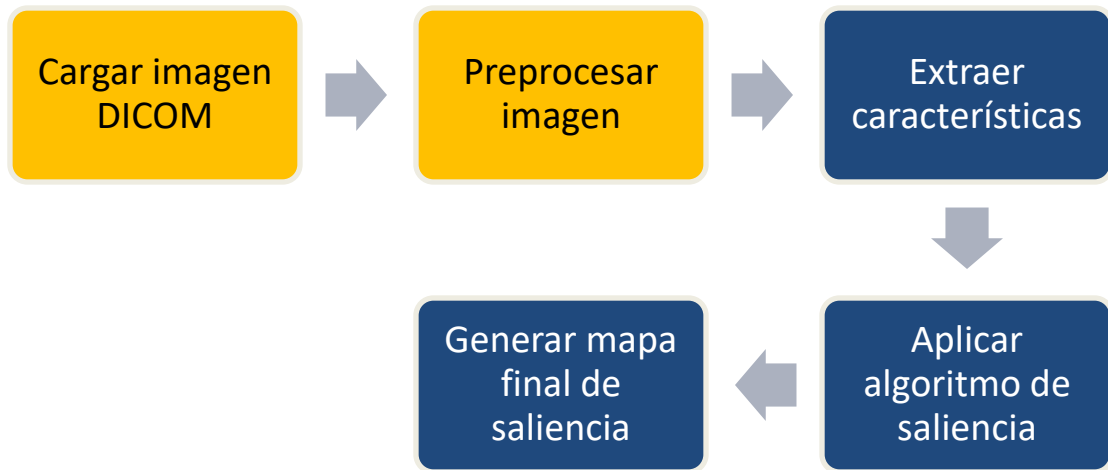 Cargar imagen
DICOM
Preprocesar
imagen
Extraer
características
Aplicar
algoritmo de
saliencia
Generar mapa
final de
saliencia